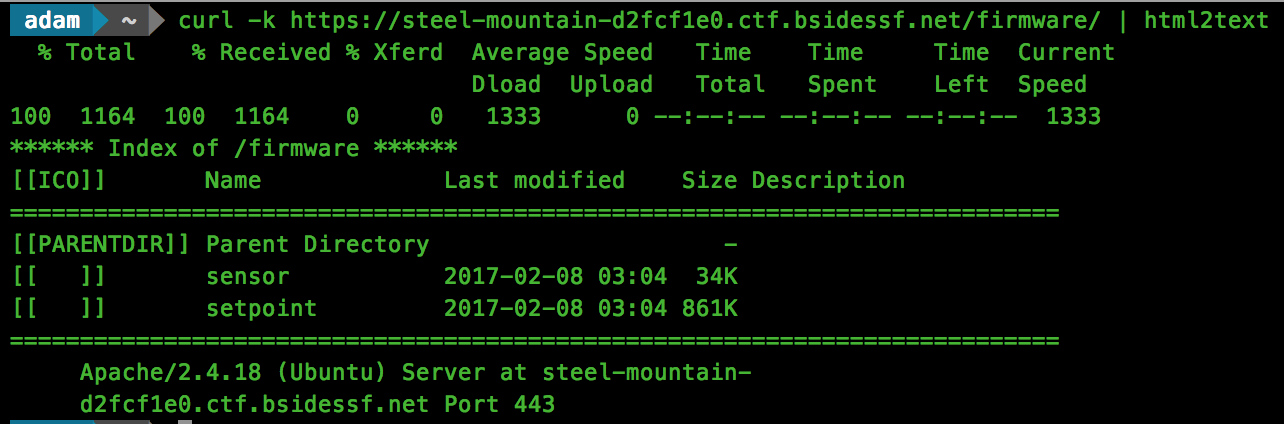 adam ~ curl -k https://steel-mountain-d2fcf1e0.ctf.bsidessf.net/firmware/ | html2text
  % Total    % Received % Xferd  Average Speed   Time    Time     Time  Current
                                 Dload  Upload   Total   Spent    Left  Speed
100  1164  100  1164    0     0   1333      0 --:--:-- --:--:-- --:--:--  1333
****** Index of /firmware ******
[[ICO]]       Name             Last modified    Size Description
===========================================================================
[[PARENTDIR]] Parent Directory                     -
[[   ]]       sensor           2017-02-08 03:04  34K
[[   ]]       setpoint         2017-02-08 03:04 861K
===========================================================================
     Apache/2.4.18 (Ubuntu) Server at steel-mountain-
     d2fcf1e0.ctf.bsidessf.net Port 443